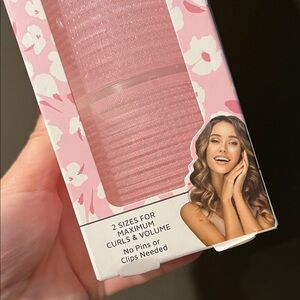 2 SIZES FOR
MAXIMUM
CURLS & VOLUME
No Pins or
Clips Needed